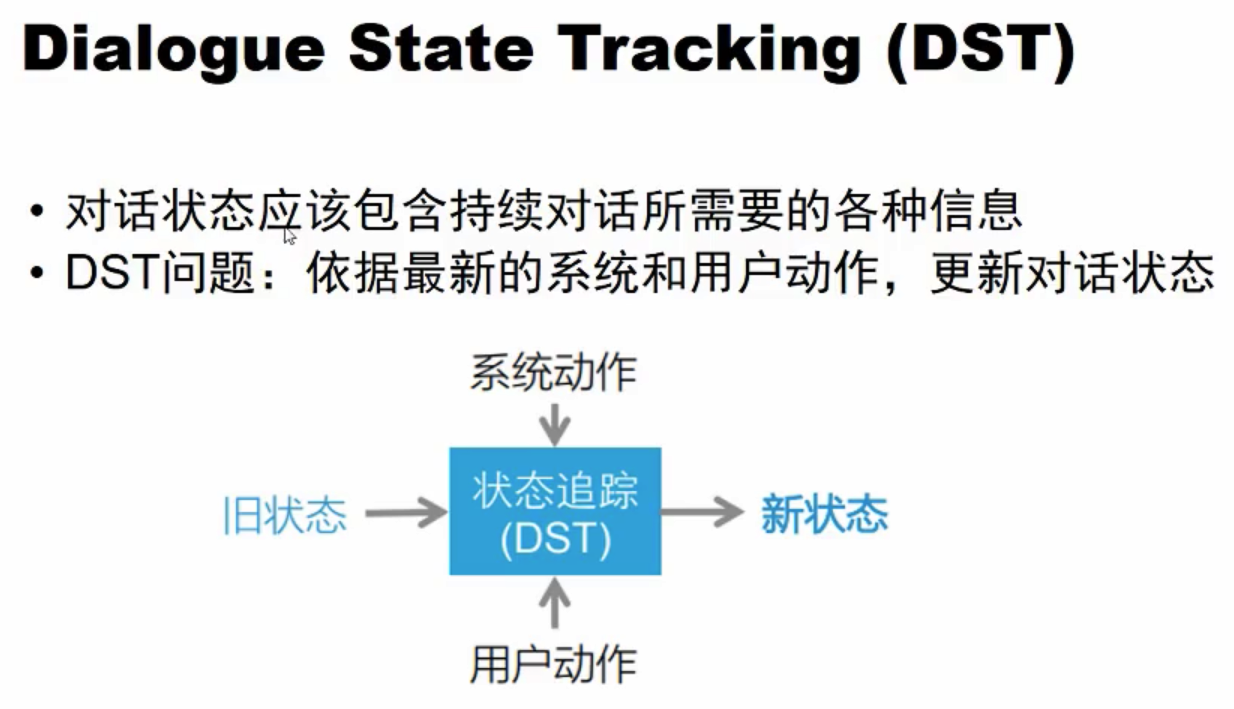 Dialogue State Tracking (DST)
• 对话状态应该包含持续对话所需要的各种信息
• DST问题：依据最新的系统和用户动作，更新对话状态
系统动作
旧状态
状态追踪
(DST)
新状态
用户动作